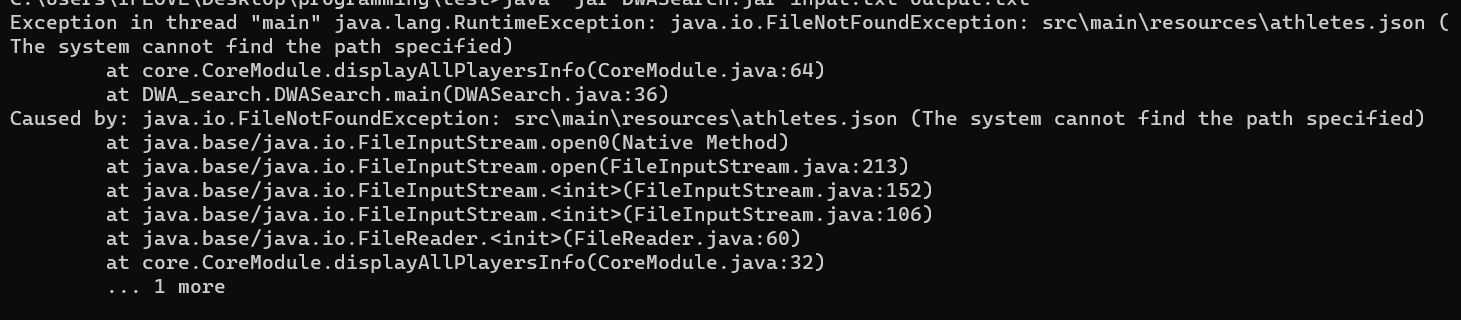 C:\Users\
\Desktop\programming\test>java -jar DWASearch.jar input.txt output.txt
Exception in thread "main" java.lang.RuntimeException: java.io.FileNotFoundException: src\main\resources\athletes.json (
The system cannot find the path specified)
        at core.CoreModule.displayAllPlayersInfo(CoreModule.java:64)
        at DWA_search.DWASearch.main(DWASearch.java:36)
Caused by: java.io.FileNotFoundException: src\main\resources\athletes.json (The system cannot find the path specified)
        at java.base/java.io.FileInputStream.open0(Native Method)
        at java.base/java.io.FileInputStream.open(FileInputStream.java:213)
        at java.base/java.io.FileInputStream.<init>(FileInputStream.java:152)
        at java.base/java.io.FileInputStream.<init>(FileInputStream.java:106)
        at java.base/java.io.FileReader.<init>(FileReader.java:60)
        at core.CoreModule.displayAllPlayersInfo(CoreModule.java:32)
        ... 1 more